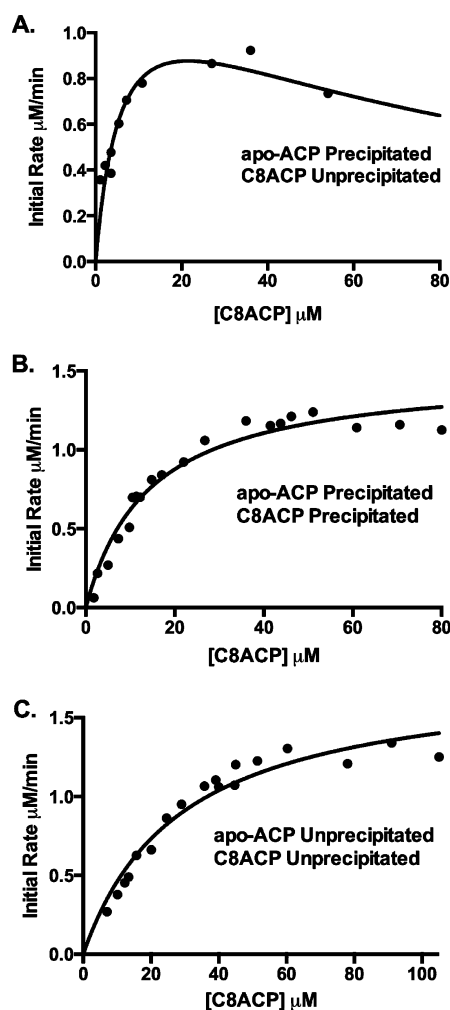 A.
1.0
0.8
0.6
0.4
0.2
0.0
Initial Rate µM/min
apo-ACP Precipitated
C8ACP Unprecipitated
0 20 40 60 80
[C8ACP] µM
B.
1.5
1.0
0.5
0.0
Initial Rate µM/min
apo-ACP Precipitated
C8ACP Precipitated
0 20 40 60 80
[C8ACP] µM
C.
1.5
1.0
0.5
0.0
Initial Rate µM/min
apo-ACP Unprecipitated
C8ACP Unprecipitated
0 20 40 60 80 100
[C8ACP] µM